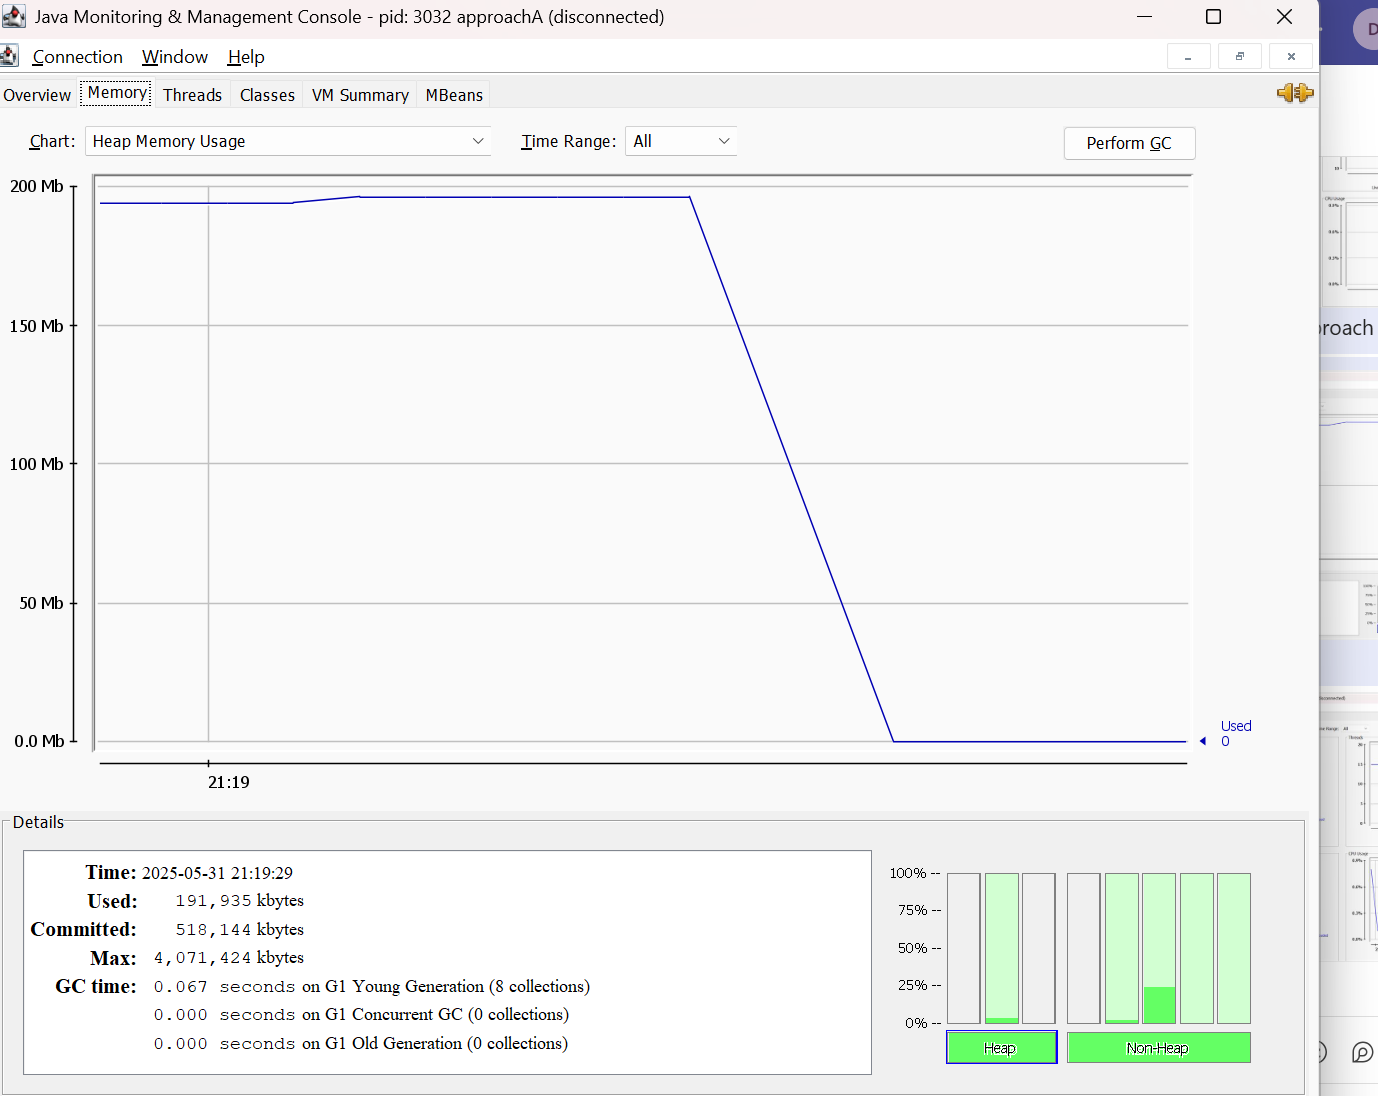 Java Monitoring & Management Console - pid: 3032 approachA (disconnected)
D
Connection Window Help
Overview Memory Threads Classes VM Summary MBeans
Chart: Heap Memory Usage Time Range: All Perform GC
200 Mb
150 Mb
100 Mb
50 Mb
0.0 Mb
Used
0
21:19
Details
Time: 2025-05-31 21:19:29
Used: 191,935 kbytes
Committed: 518,144 kbytes
Max: 4,071,424 kbytes
GC time: 0.067 seconds on G1 Young Generation (8 collections)
0.000 seconds on G1 Concurrent GC (0 collections)
0.000 seconds on G1 Old Generation (0 collections)
100% --
75% --
50% --
25% --
0% --
Heap Non-Heap
roach